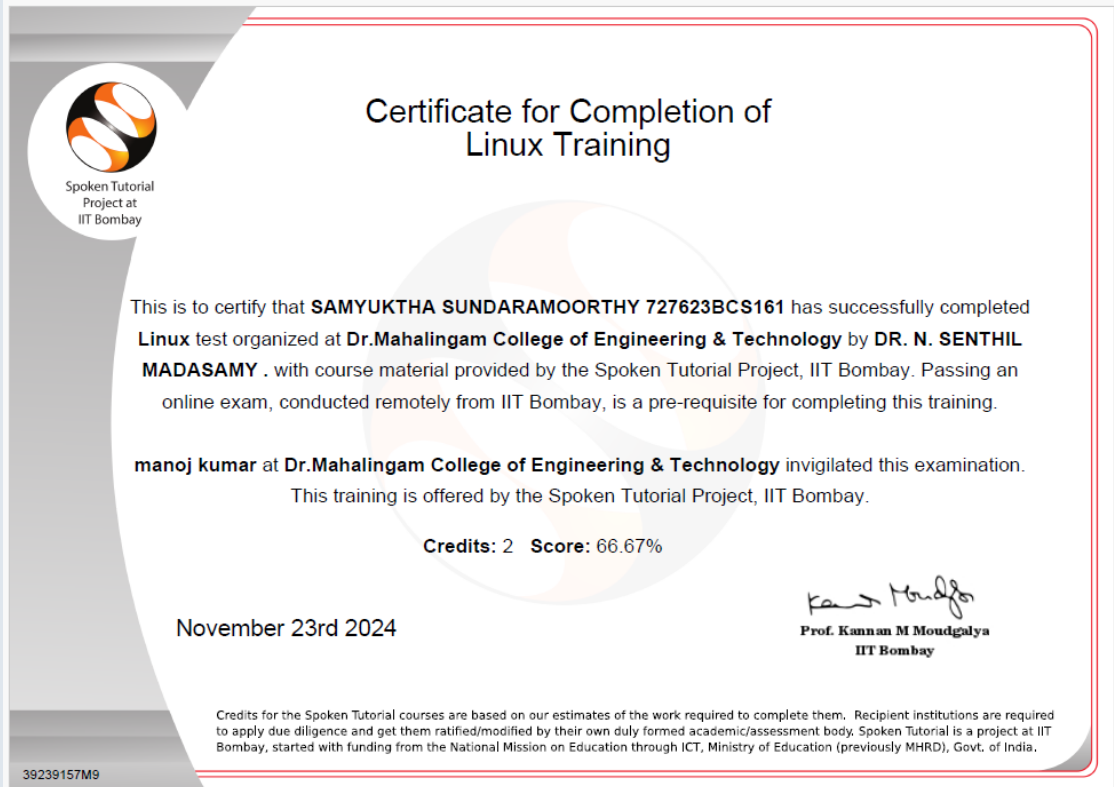 Spoken Tutorial
Project at
IIT Bombay
Certificate for Completion of
Linux Training
This is to certify that SAMYUKTHA SUNDARAMOORTHY 727623BCS161 has successfully completed
Linux test organized at Dr.Mahalingam College of Engineering & Technology by DR. N. SENTHIL
MADASAMY . with course material provided by the Spoken Tutorial Project, IIT Bombay. Passing an
online exam, conducted remotely from IIT Bombay, is a pre-requisite for completing this training.
manoj kumar at Dr.Mahalingam College of Engineering & Technology invigilated this examination.
This training is offered by the Spoken Tutorial Project, IIT Bombay.
Credits: 2 Score: 66.67%
November 23rd 2024
Prof. Kannan M Moudgalya
IIT Bombay
Credits for the Spoken Tutorial courses are based on our estimates of the work required to complete them. Recipient institutions are required
to apply due diligence and get them ratified/modified by their own duly formed academic/assessment body. Spoken Tutorial is a project at IIT
Bombay, started with funding from the National Mission on Education through ICT, Ministry of Education (previously MHRD), Govt. of India.
39239157M9